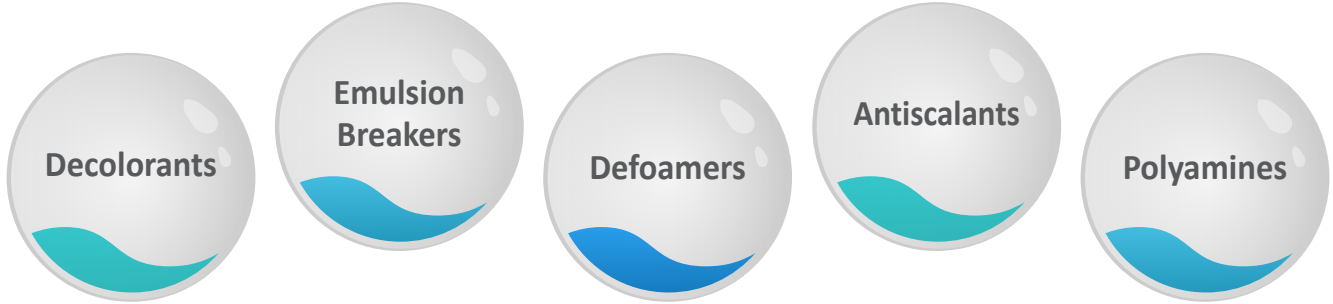 Decolorants
Emulsion
Breakers
Defoamers
Antiscalants
Polyamines